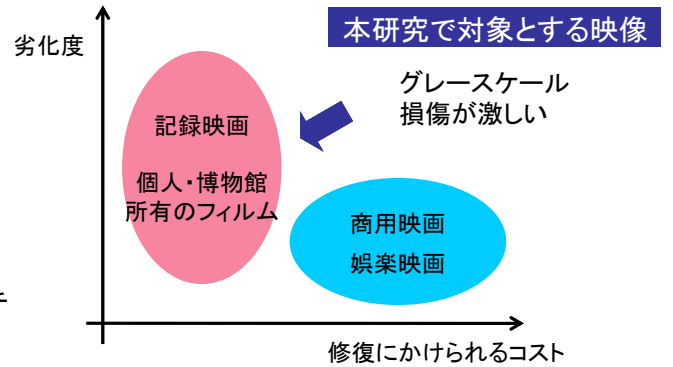 本研究で対象とする映像
劣化度
グレースケール
損傷が激しい
記録映画
個人・博物館
所有のフィルム
商用映画
娯楽映画
修復にかけられるコスト